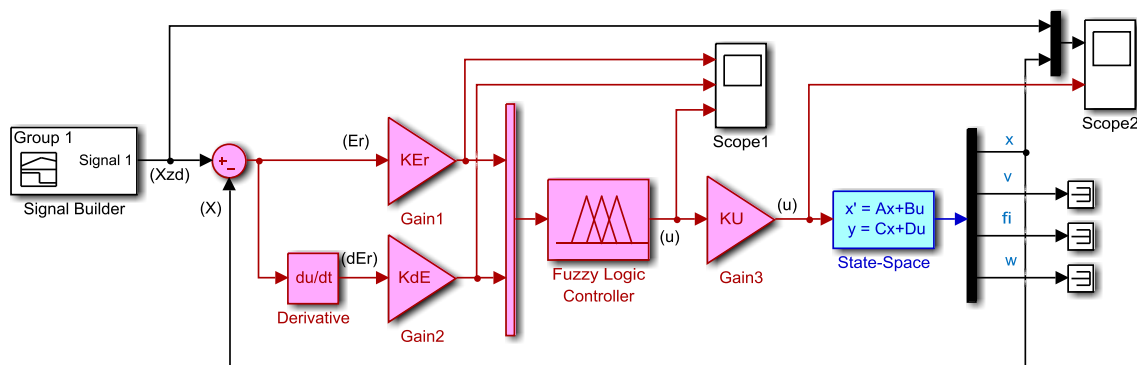 Group 1
Signal 1
Signal Builder
(Xzd)
+
−
(X)
(Er)
KEr
Gain1
(dEr)
du/dt
Derivative
KdE
Gain2
Fuzzy Logic
Controller
(u)
Scope1
KU
Gain3
(u)
x' = Ax+Bu
y = Cx+Du
State-Space
x
v
fi
w
Scope2